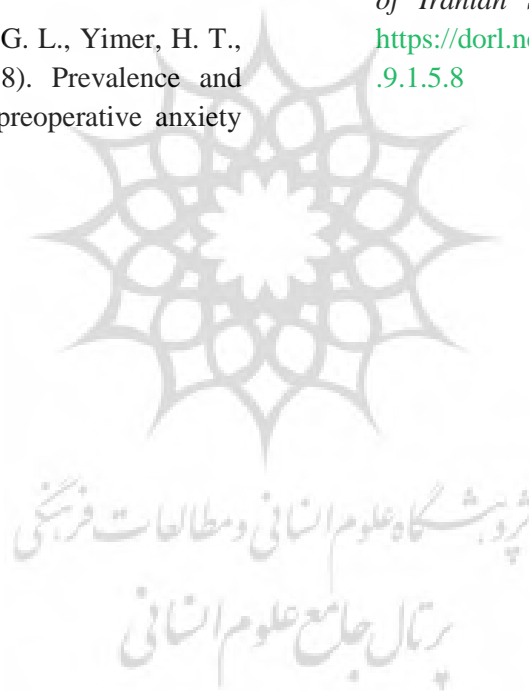 G. L., Yimer, H. T.,
8). Prevalence and
preoperative anxiety
of Iranian
https://dorl.ne
.9.1.5.8
پژوهشگاه علوم انسانی و مطالعات فرهنگی
پرتال جامع علوم انسانی